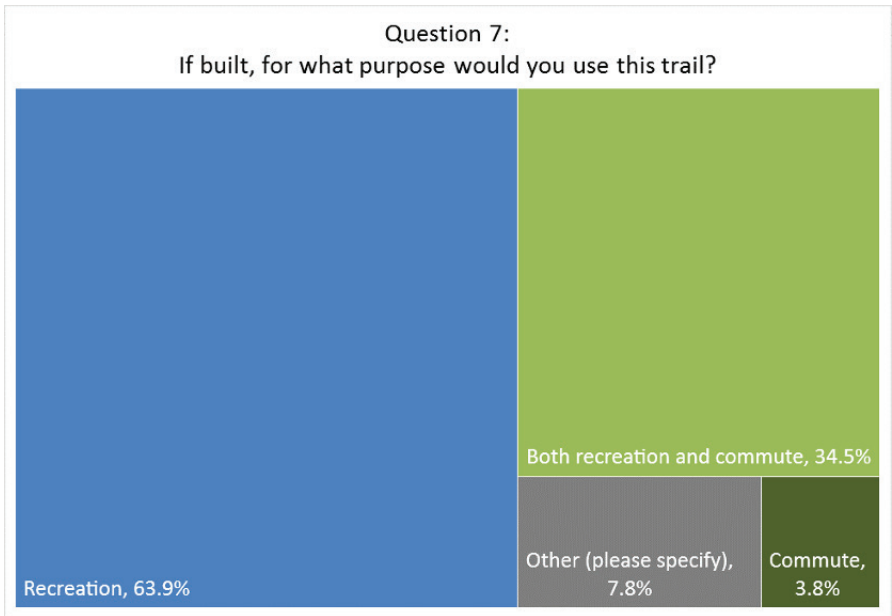 Question 7:
If built, for what purpose would you use this trail?
Both recreation and commute, 34.5%
Other (please specify),
7.8%
Commute,
3.8%
Recreation, 63.9%